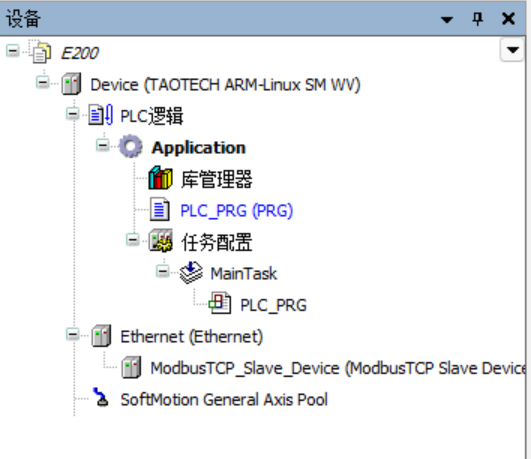 设备
E200
Device (TAOTECH ARM-Linux SM WV)
PLC逻辑
Application
库管理器
PLC_PRG (PRG)
任务配置
MainTask
PLC_PRG
Ethernet (Ethernet)
ModbusTCP_Slave_Device (ModbusTCP Slave Device
SoftMotion General Axis Pool